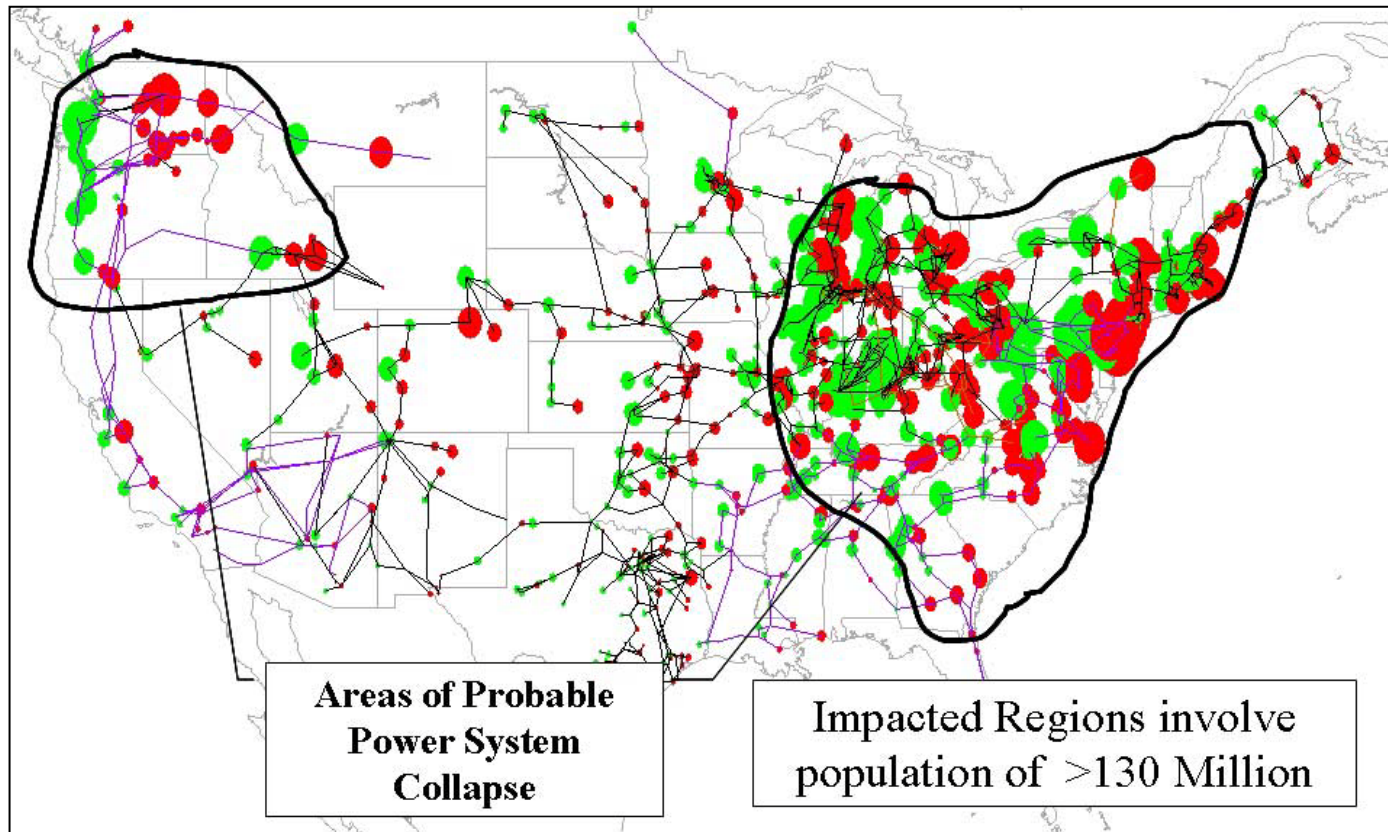 Areas of Probable
Power System
Collapse
Impacted Regions involve
population of >130 Million